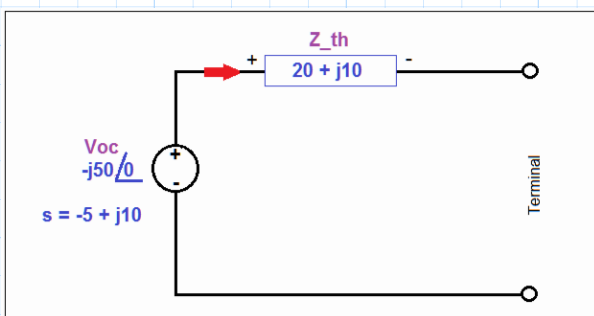 Z_th
+ 20 + j10 -
Voc
-j50/0
+
-
s = -5 + j10
Terminal